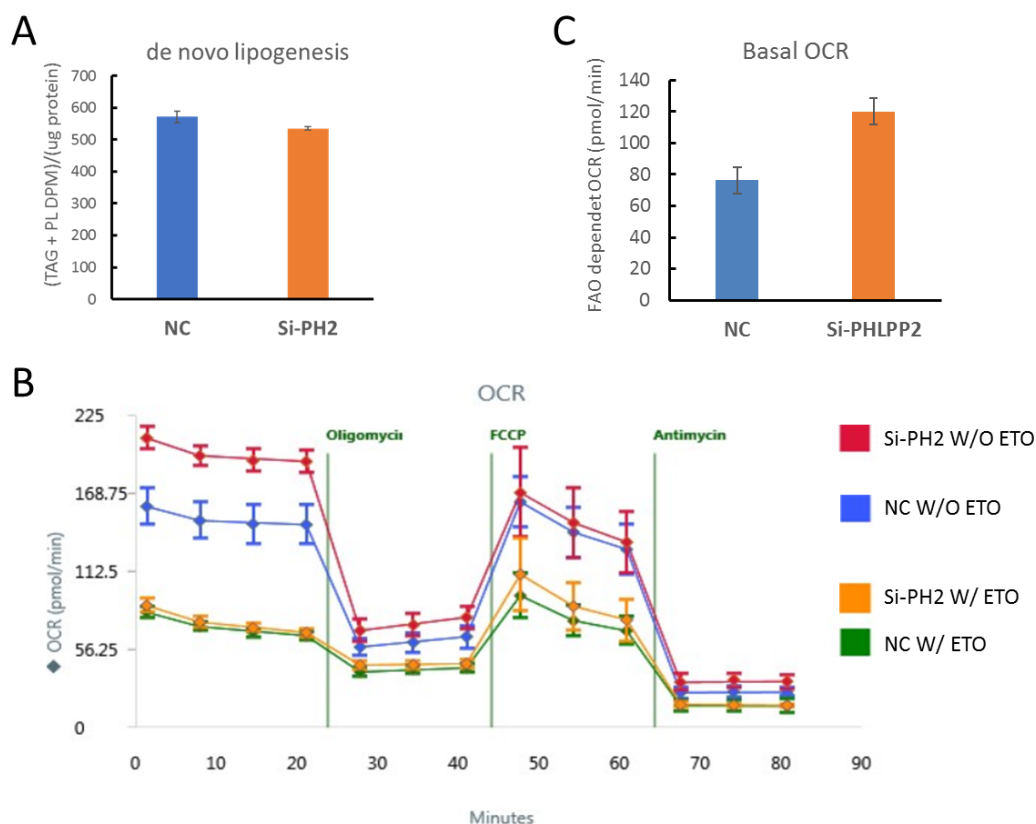 A
de novo lipogenesis
(TAG + PL DPM)/(ug protein)
700
600
500
400
300
200
100
0
NC
Si-PH2
C
Basal OCR
FAO dependet OCR (pmol/min)
140
120
100
80
60
40
20
0
NC
Si-PHLPP2
B
OCR
OCR (pmol/min)
225
168.75
112.5
56.25
0
Oligomycin
FCCP
Antimycin
0
10
20
30
40
50
60
70
80
90
Minutes
Si-PH2 W/O ETO
NC W/O ETO
Si-PH2 W/ ETO
NC W/ ETO